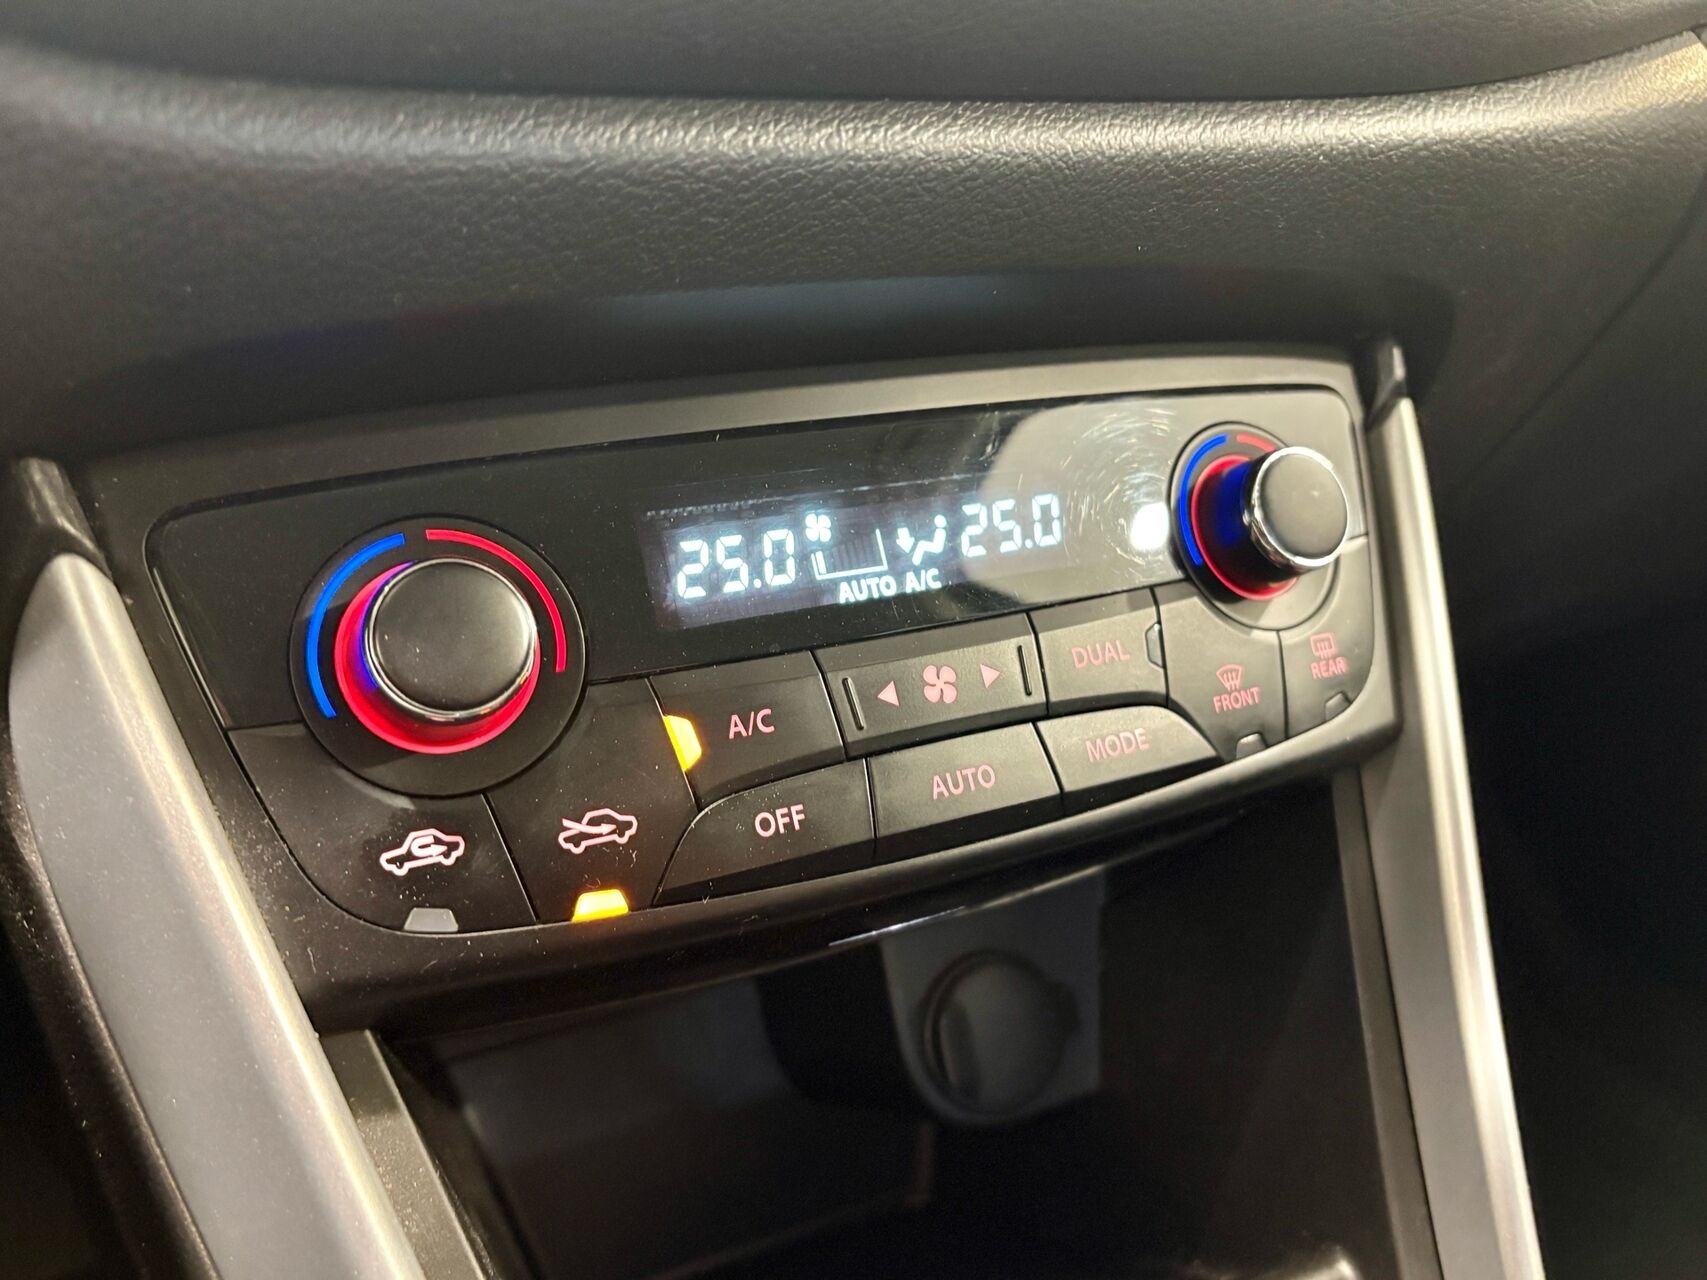 25.0 25.0
AUTO A/C
A/C
DUAL
FRONT
REAR
OFF
AUTO
MODE